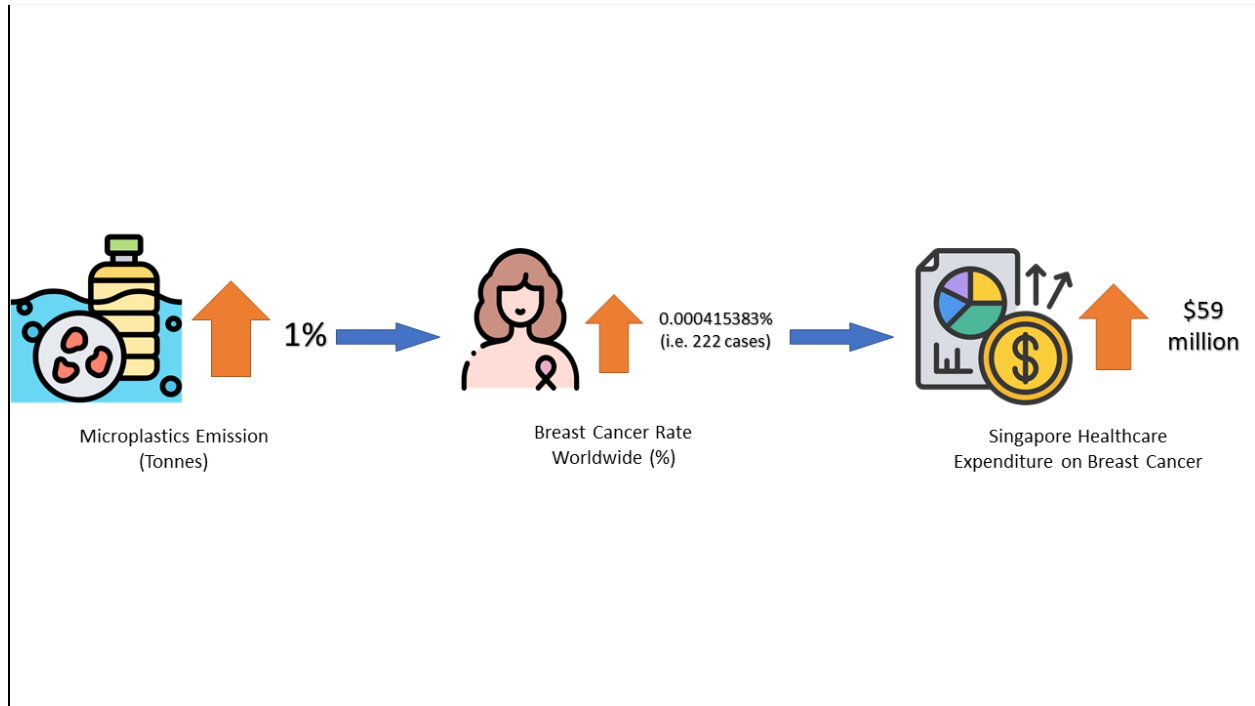 1%
Microplastics Emission
(Tonnes)
0.000415383%
(i.e. 222 cases)
Breast Cancer Rate
Worldwide (%)
$
$59
million
Singapore Healthcare
Expenditure on Breast Cancer